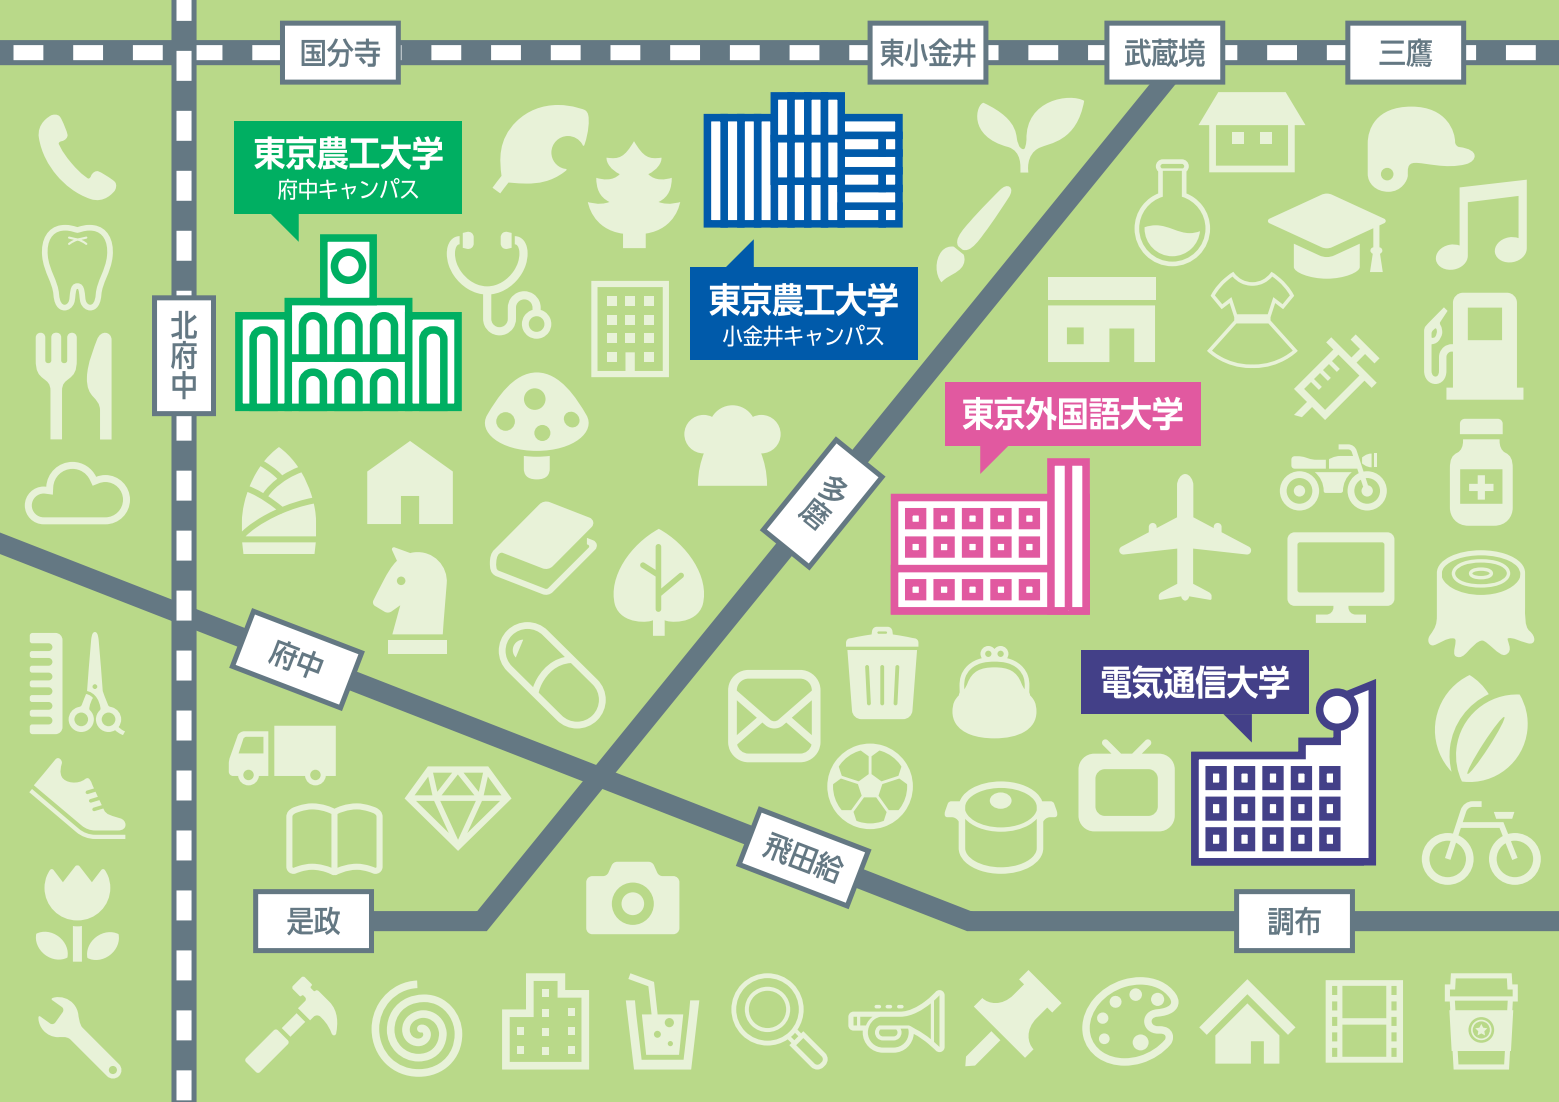 国分寺
東小金井
武蔵境
三鷹
東京農工大学
府中キャンパス
東京農工大学
小金井キャンパス
北府中
東京外国語大学
多磨
府中
電気通信大学
飛田給
是政
調布